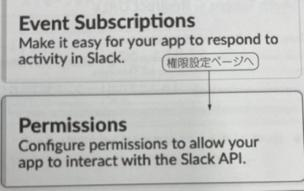 Event Subscriptions
Make it easy for your app to respond to
activity in Slack.
権限設定ページへ
Permissions
Configure permissions to allow your
app to interact with the Slack API.